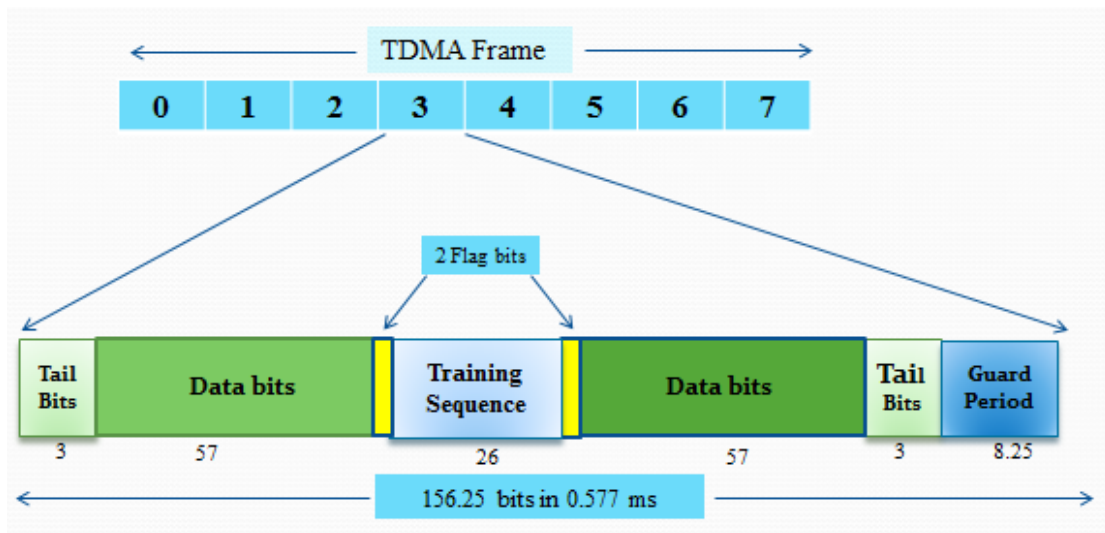 TDMA Frame
0 1 2 3 4 5 6 7
2 Flag bits
Tail
Bits
Data bits
Training
Sequence
Data bits
Tail
Bits
Guard
Period
3 57 26 57 3 8.25
156.25 bits in 0.577 ms